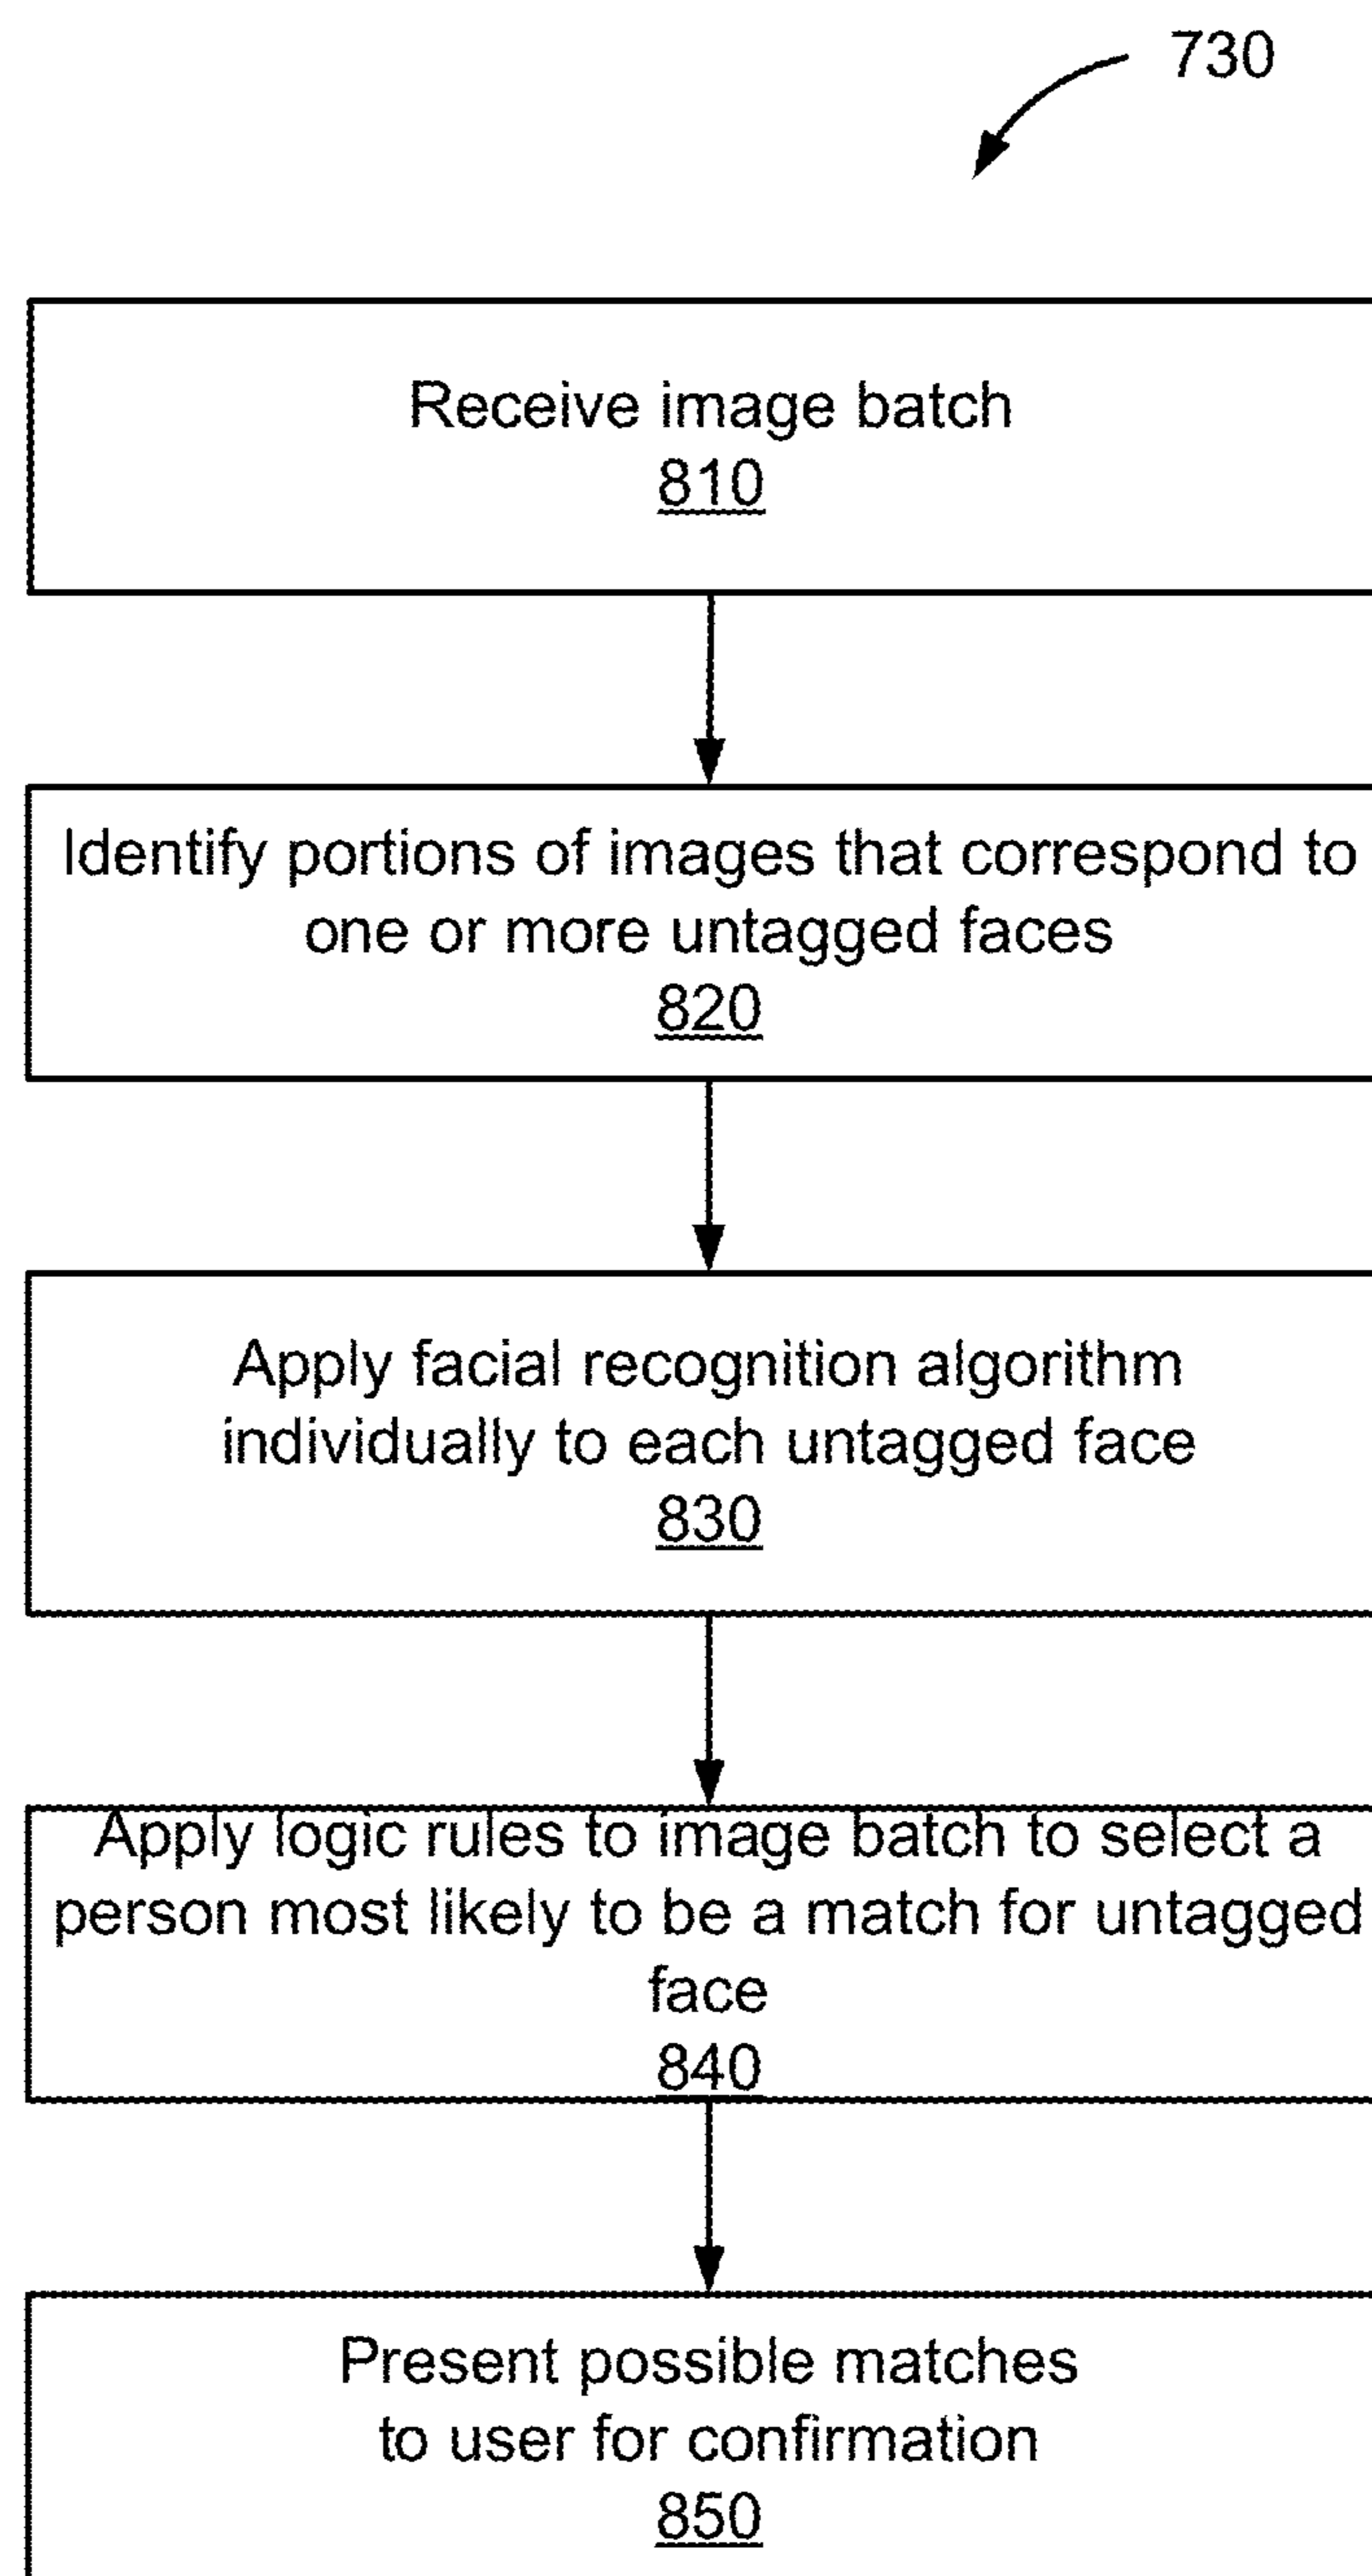 730
Receive image batch
810
Identify portions of images that correspond to
one or more untagged faces
820
Apply facial recognition algorithm
individually to each untagged face
830
Apply logic rules to image batch to select a
person most likely to be a match for untagged
face
840
Present possible matches
to user for confirmation
850